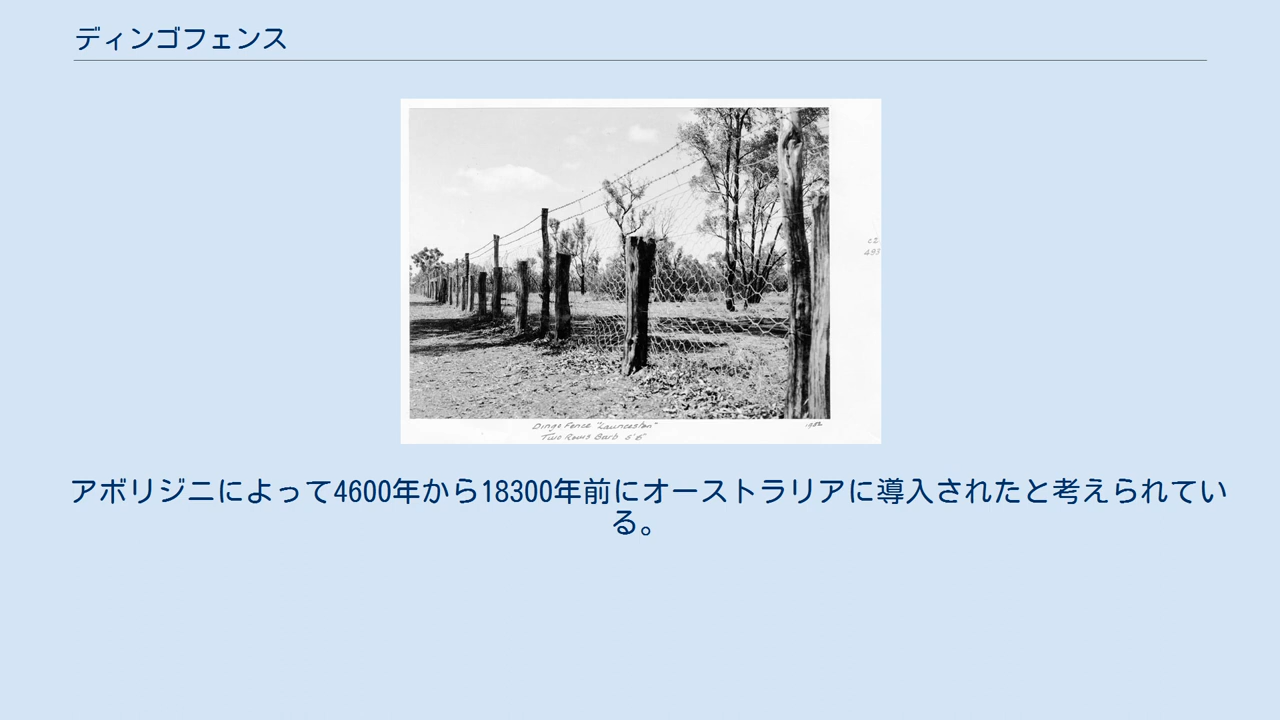 ディンゴフェンス
Dingo Fence "Launceston"
Two Rows Barb 5'6"
1952
アボリジニによって4600年から18300年前にオーストラリアに導入されたと考えられてい
る。